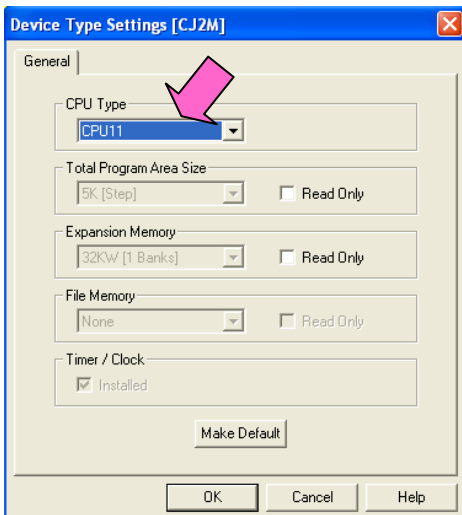 Device Type Settings [CJ2M]
General
CPU Type
CPU11
Total Program Area Size
5K [Step]
Read Only
Expansion Memory
32KW [1 Banks]
Read Only
File Memory
None
Read Only
Timer / Clock
Installed
Make Default
OK Cancel Help